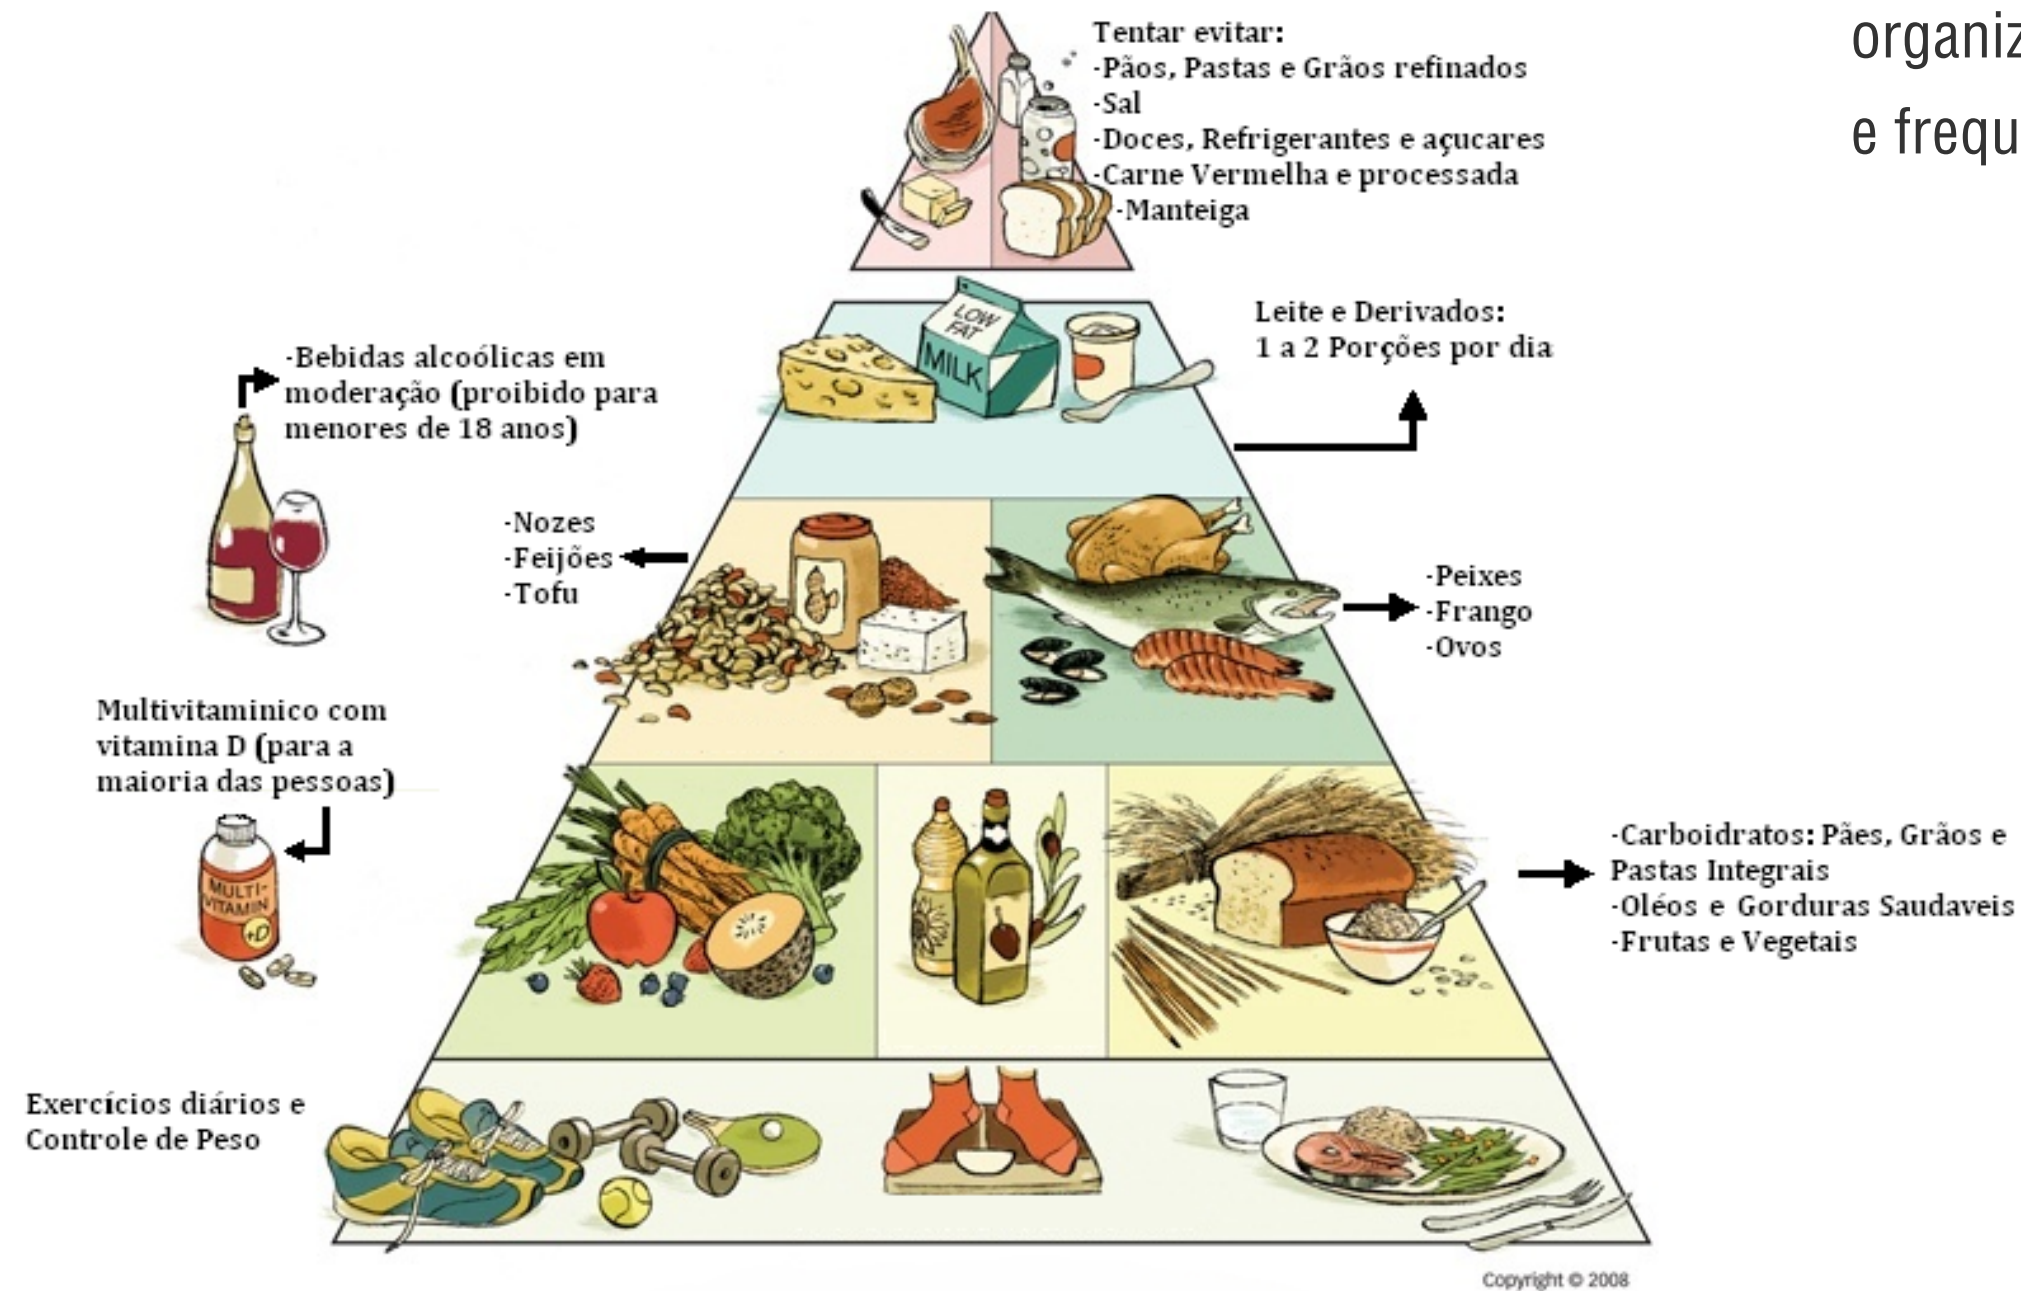 organiz
e frequ
Tentar evitar:
-Pãos, Pastas e Grãos refinados
-Sal
-Doces, Refrigerantes e açucares
-Carne Vermelha e processada
-Manteiga
LOW
FAT
MILK
Leite e Derivados:
1 a 2 Porções por dia
-Bebidas alcoólicas em
moderação (proibido para
menores de 18 anos)
-Nozes
-Feijões
-Tofu
-Peixes
-Frango
-Ovos
Multivitaminico com
vitamina D (para a
maioria das pessoas)
MULTI-
VITAMIN
+D
-Carboidratos: Pães, Grãos e
Pastas Integrais
-Oléos e Gorduras Saudaveis
-Frutas e Vegetais
Exercícios diários e
Controle de Peso
Copyright © 2008